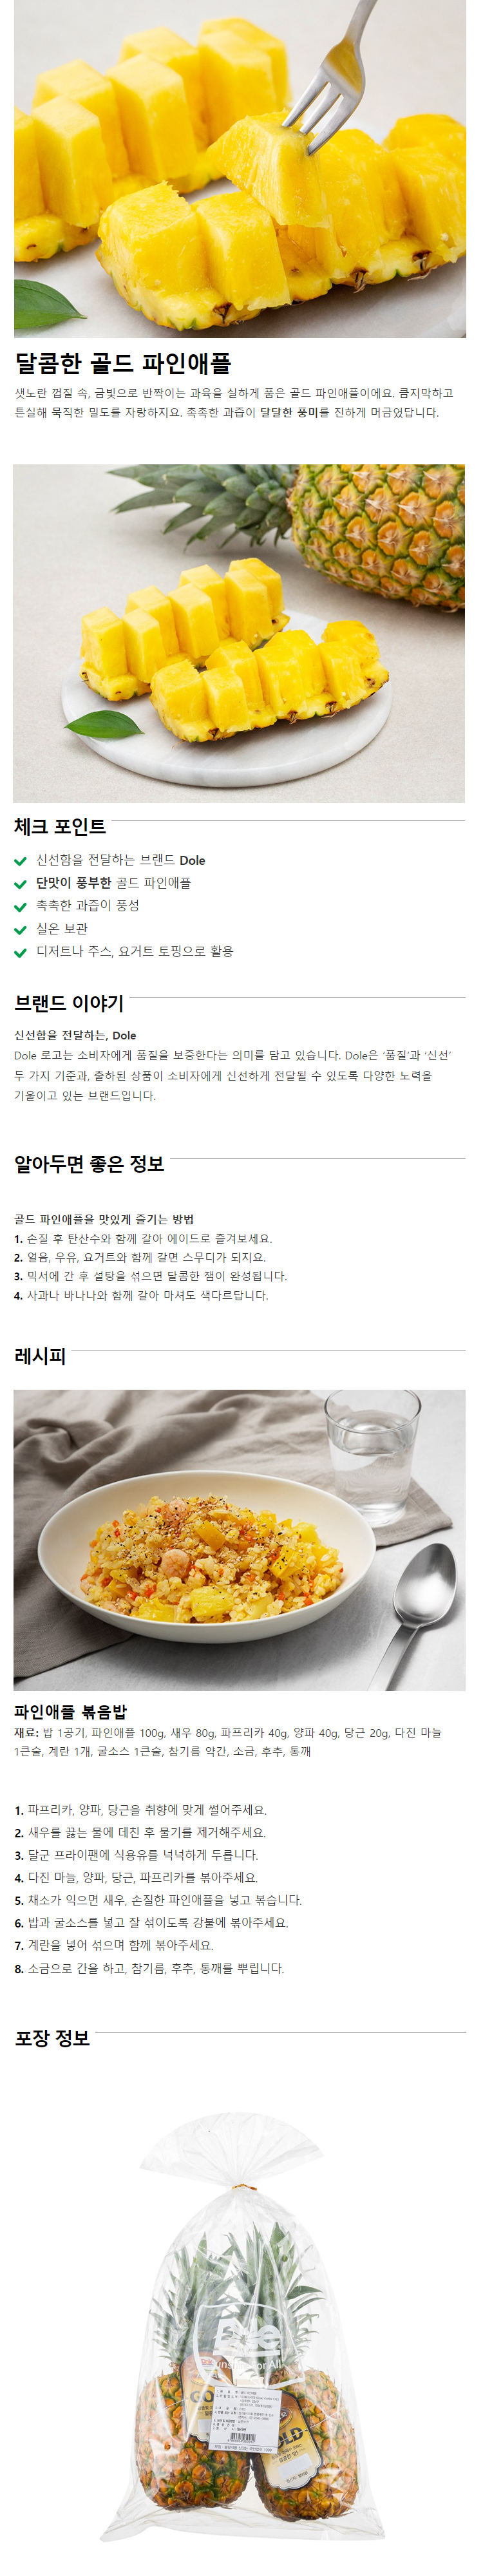 달콤한 골드 파인애플
샛노란 껍질 속, 금빛으로 반짝이는 과육을 실하게 품은 골드 파인애플이에요. 큼지막하고
튼실해 묵직한 밀도를 자랑하지요. 촉촉한 과즙이 달달한 풍미를 진하게 머금었답니다.
체크 포인트
신선함을 전달하는 브랜드 Dole
단맛이 풍부한 골드 파인애플
촉촉한 과즙이 풍성
실온 보관
디저트나 주스, 요거트 토핑으로 활용
브랜드 이야기
신선함을 전달하는, Dole
Dole 로고는 소비자에게 품질을 보증한다는 의미를 담고 있습니다. Dole은 ‘품질’과 ‘신선’
두 가지 기준과, 출하된 상품이 소비자에게 신선하게 전달될 수 있도록 다양한 노력을
기울이고 있는 브랜드입니다.
알아두면 좋은 정보
골드 파인애플을 맛있게 즐기는 방법
1. 손질 후 탄산수와 함께 갈아 에이드로 즐겨보세요.
2. 얼음, 우유, 요거트와 함께 갈면 스무디가 되지요.
3. 믹서에 간 후 설탕을 섞으면 달콤한 잼이 완성됩니다.
4. 사과나 바나나와 함께 갈아 마셔도 색다르답니다.
레시피
파인애플 볶음밥
재료: 밥 1공기, 파인애플 100g, 새우 80g, 파프리카 40g, 양파 40g, 당근 20g, 다진 마늘
1큰술, 계란 1개, 굴소스 1큰술, 참기름 약간, 소금, 후추, 통깨
1. 파프리카, 양파, 당근을 취향에 맞게 썰어주세요.
2. 새우를 끓는 물에 데친 후 물기를 제거해주세요.
3. 달군 프라이팬에 식용유를 넉넉하게 두릅니다.
4. 다진 마늘, 양파, 당근, 파프리카를 볶아주세요.
5. 채소가 익으면 새우, 손질한 파인애플을 넣고 볶습니다.
6. 밥과 굴소스를 넣고 잘 섞이도록 강불에 볶아주세요.
7. 계란을 넣어 섞으며 함께 볶아주세요.
8. 소금으로 간을 하고, 참기름, 후추, 통깨를 뿌립니다.
포장 정보
Dole